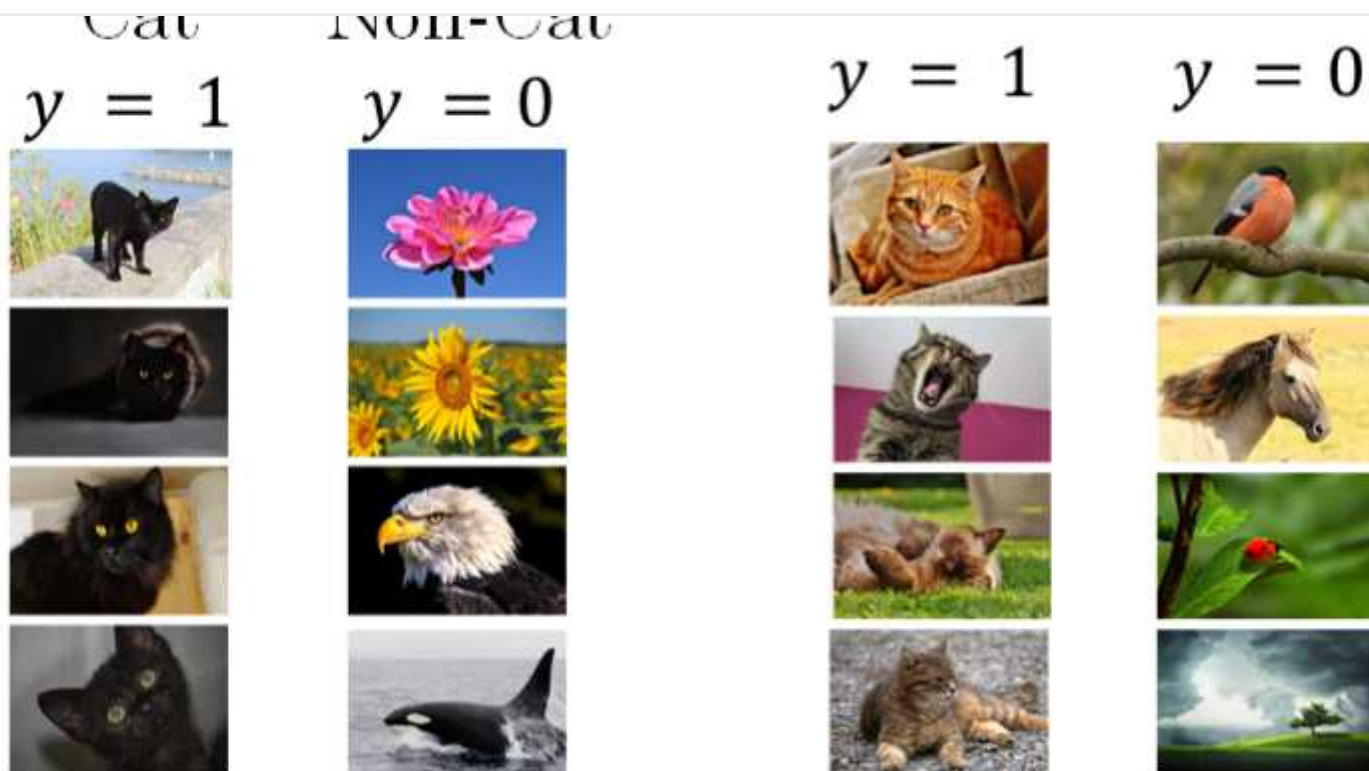 Cat Non-Cat
y = 1 y = 0 y = 1 y = 0